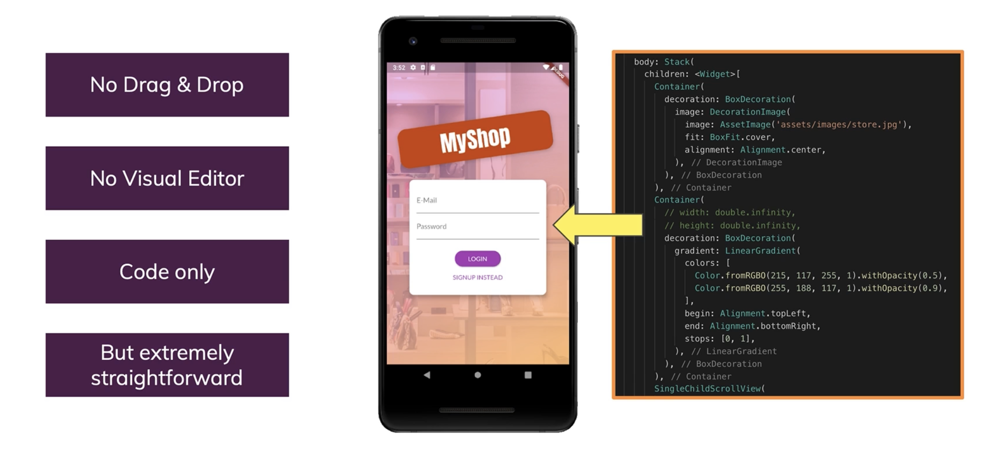 No Drag & Drop
No Visual Editor
Code only
But extremely
straightforward
3:52
DEBUG
MyShop
E-Mail
Password
LOGIN
SIGNUP INSTEAD
body: Stack(
children: <Widget>[
Container(
decoration: BoxDecoration(
image: DecorationImage(
image: AssetImage('assets/images/store.jpg'),
fit: BoxFit.cover,
alignment: Alignment.center,
), // DecorationImage
), // BoxDecoration
), // Container
Container(
// width: double.infinity,
// height: double.infinity,
decoration: BoxDecoration(
gradient: LinearGradient(
colors: [
Color.fromRGBO(215, 117, 255, 1).withOpacity(0.5),
Color.fromRGBO(255, 188, 117, 1).withOpacity(0.9),
],
begin: Alignment.topLeft,
end: Alignment.bottomRight,
stops: [0, 1],
), // LinearGradient
), // BoxDecoration
), // Container
SingleChildScrollView(